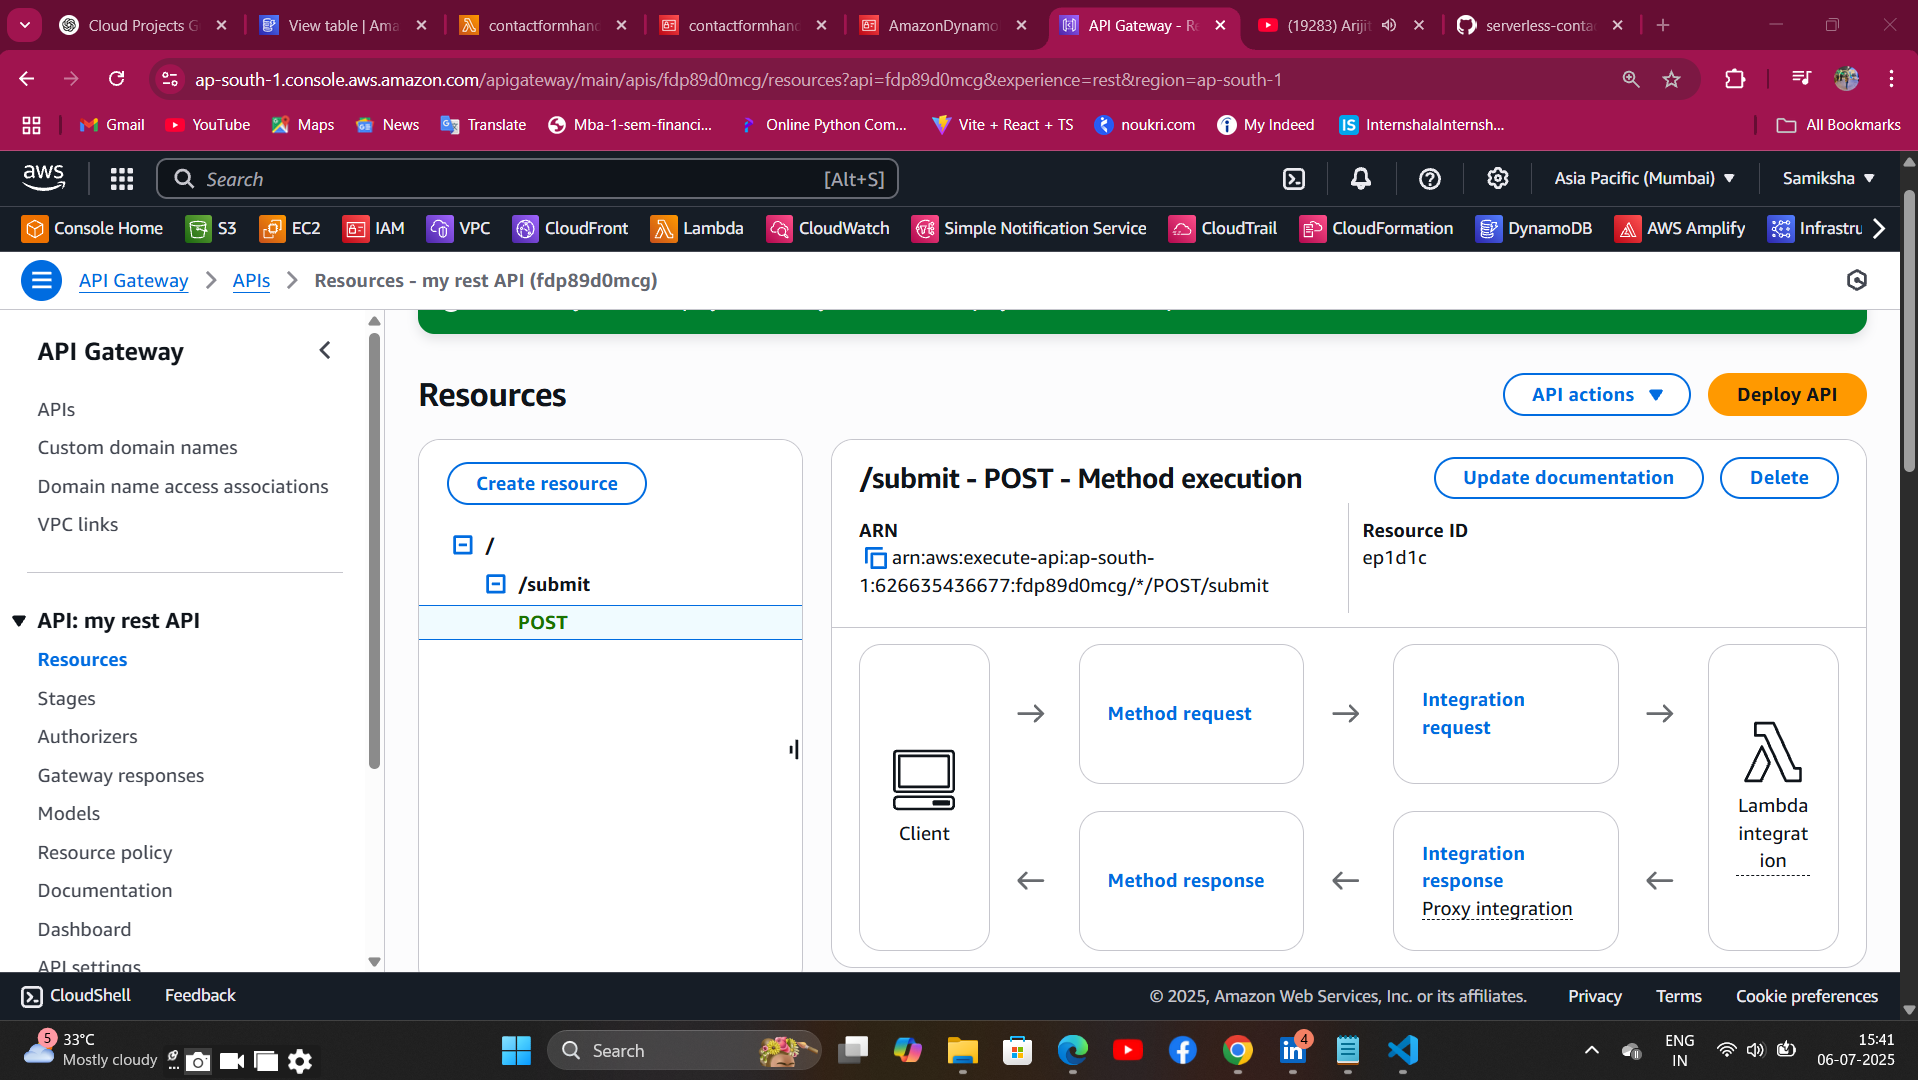 Cloud Projects G
View table | Ama
contactformhan
contactformhan
AmazonDynamo
API Gateway - Re
(19283) Arijit
serverless-conta
ap-south-1.console.aws.amazon.com/apigateway/main/apis/fdp89d0mcg/resources?api=fdp89d0mcg&experience=rest&region=ap-south-1
Gmail
YouTube
Maps
News
Translate
Mba-1-sem-financi...
Online Python Com...
Vite + React + TS
noukri.com
My Indeed
IS
InternshalaInternsh...
All Bookmarks
aws
Search
[Alt+S]
Asia Pacific (Mumbai)
Samiksha
Console Home
S3
EC2
IAM
VPC
CloudFront
Lambda
CloudWatch
Simple Notification Service
CloudTrail
CloudFormation
DynamoDB
AWS Amplify
Infrastru
API Gateway
APIs
Resources - my rest API (fdp89d0mcg)
API Gateway
APIs
Custom domain names
Domain name access associations
VPC links
API: my rest API
Resources
Stages
Authorizers
Gateway responses
Models
Resource policy
Documentation
Dashboard
API settings
Resources
API actions
Deploy API
Create resource
/
/submit
POST
/submit - POST - Method execution
Update documentation
Delete
ARN
arn:aws:execute-api:ap-south-
1:626635436677:fdp89d0mcg/*/POST/submit
Resource ID
ep1d1c
Client
Method request
Integration
request
Lambda
integrat
ion
Method response
Integration
response
Proxy integration
CloudShell
Feedback
© 2025, Amazon Web Services, Inc. or its affiliates.
Privacy
Terms
Cookie preferences
5
33°C
Mostly cloudy
Search
4
ENG
IN
15:41
06-07-2025